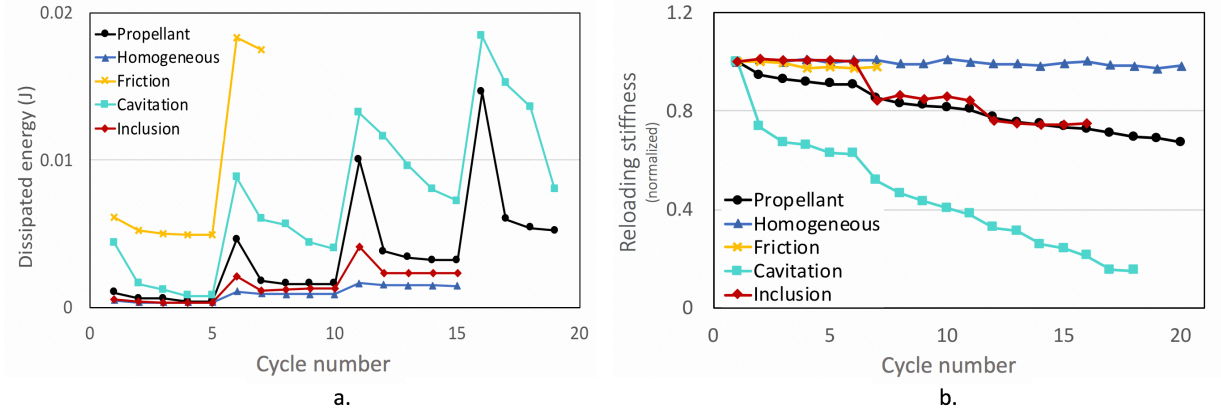 0.02
0.01
0
Dissipated energy (J)
Propellant
Homogeneous
Friction
Cavitation
Inclusion
0 5 10 15 20
Cycle number
a.
1.2
0.8
0.4
0
Reloading stiffness
(normalized)
Propellant
Homogeneous
Friction
Cavitation
Inclusion
0 5 10 15 20
Cycle number
b.